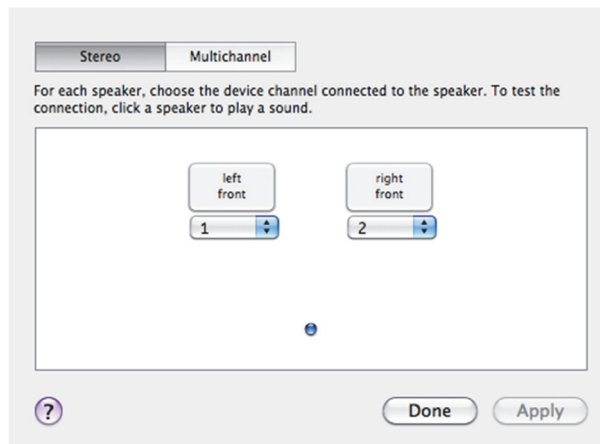 Stereo Multichannel
For each speaker, choose the device channel connected to the speaker. To test the
connection, click a speaker to play a sound.
left
front
right
front
1
2
?
Done Apply